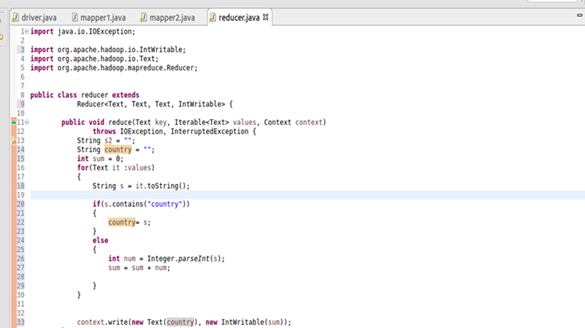 driver.java mapper1.java mapper2.java reducer.java
1 import java.io.IOException;
2
3 import org.apache.hadoop.io.IntWritable;
4 import org.apache.hadoop.io.Text;
5 import org.apache.hadoop.mapreduce.Reducer;
6
7
8 public class reducer extends
9 Reducer<Text, Text, Text, IntWritable> {
10
11 public void reduce(Text key, Iterable<Text> values, Context context)
12 throws IOException, InterruptedException {
13 String s2 = "";
14 String country = "";
15 int sum = 0;
16 for(Text it :values)
17 {
18 String s = it.toString();
19
20 if(s.contains("country"))
21 {
22 country= s;
23 }
24 else
25 {
26 int num = Integer.parseInt(s);
27 sum = sum + num;
28
29 }
30 }
31
32
33 context.write(new Text(country), new IntWritable(sum));